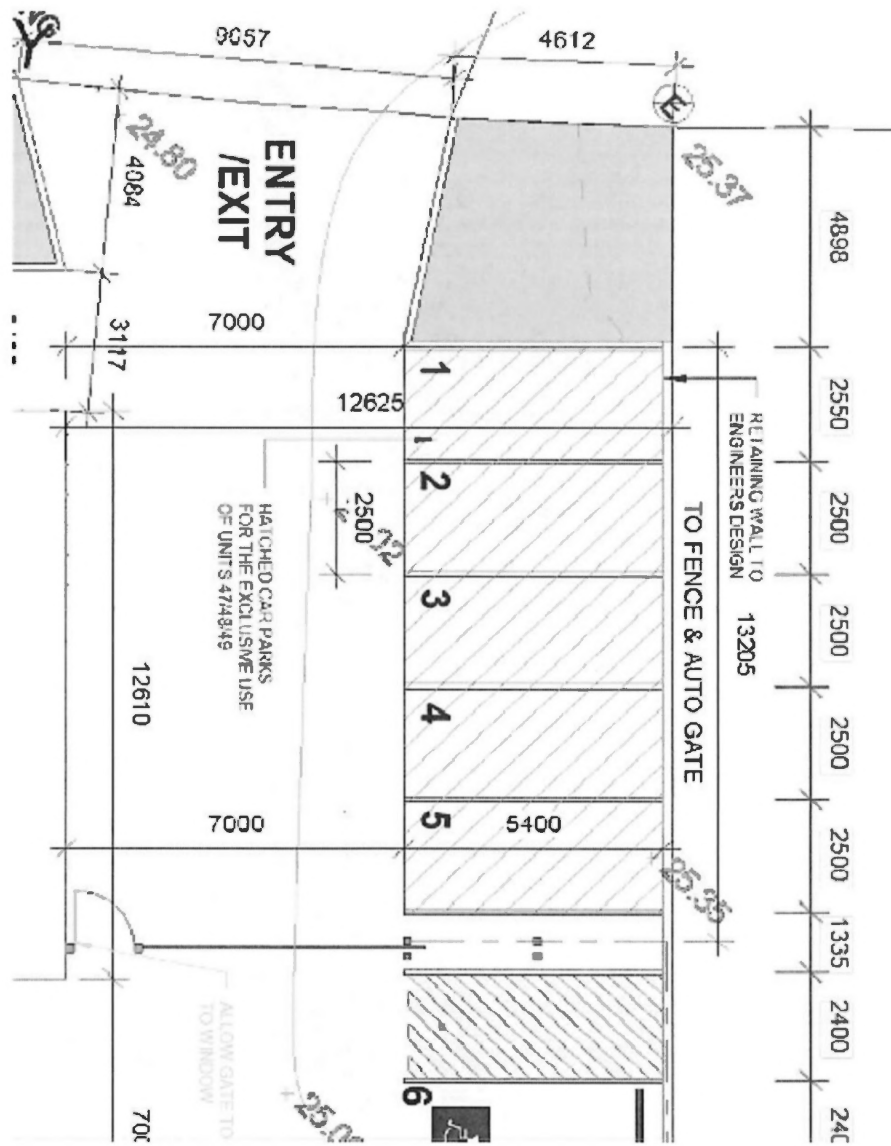 9057
4612
E
24.80
25.37
4084
ENTRY
/EXIT
4898
3117
7000
1
2550
12625
RETAINING WALL TO
ENGINEERS DESIGN
2
2500
2500
HATCHED CAR PARKS
FOR THE EXCLUSIVE USE
OF UNITS 47/48/49
TO FENCE & AUTO GATE
3
13205
2500
12610
4
2500
7000
5
5400
2500
25.35
1335
2400
ALLOW GATE TO
TO WINDOW
6